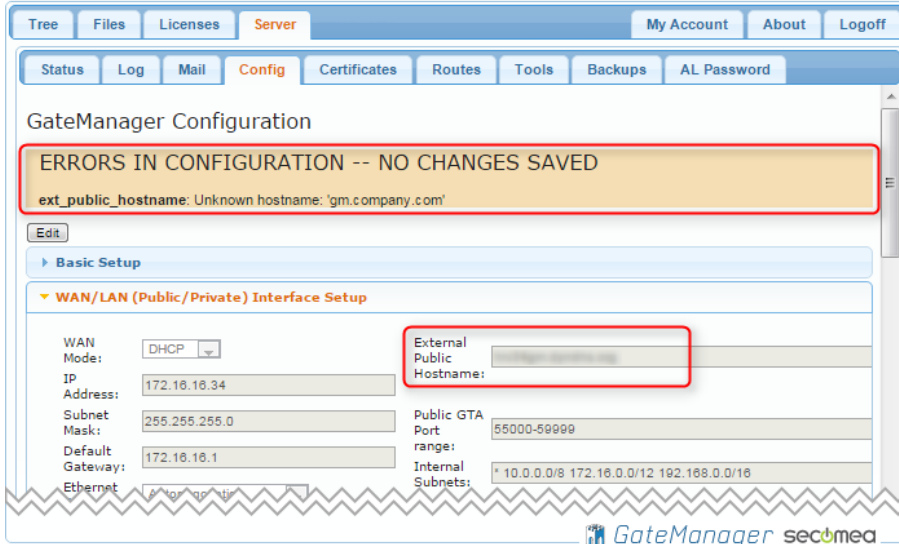 Tree Files Licenses Server My Account About Logoff
Status Log Mail Config Certificates Routes Tools Backups AL Password
GateManager Configuration
ERRORS IN CONFIGURATION -- NO CHANGES SAVED
ext_public_hostname: Unknown hostname: 'gm.company.com'
Edit
Basic Setup
WAN/LAN (Public/Private) Interface Setup
WAN Mode: DHCP
External Public Hostname:
IP Address: 172.16.16.34
Subnet Mask: 255.255.255.0
Public GTA Port range: 55000-59999
Default Gateway: 172.16.16.1
Internal Subnets: * 10.0.0.0/8 172.16.0.0/12 192.168.0.0/16
Ethernet
GateManager secomea